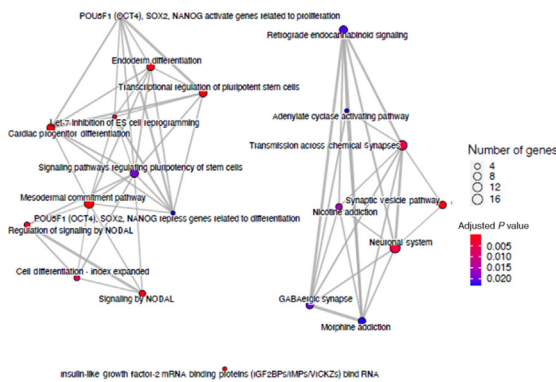 POU5F1 (OCT4), SOX2, NANOG activate genes related to proliferation
Retrograde endocannabinoid signaling
Endoderm differentiation
Transcriptional regulation of pluripotent stem cells
Let-7 inhibition of ES cell reprogramming
Cardiac progenitor differentiation
Adenylate cyclase activating pathway
Transmission across chemical synapses
Signaling pathways regulating pluripotency of stem cells
Mesodermal commitment pathway
Synaptic vesicle pathway
POU5F1 (OCT4), SOX2, NANOG repress genes related to differentiation
Nicotine addiction
Regulation of signaling by NODAL
Neuronal system
Cell differentiation - index expanded
Signaling by NODAL
GABAergic synapse
Morphine addiction
Insulin-like growth factor-2 mRNA binding proteins (IGF2BPs/IMPs/VICKZs) bind RNA
Number of genes
4
8
12
16
Adjusted P value
0.005
0.010
0.015
0.020